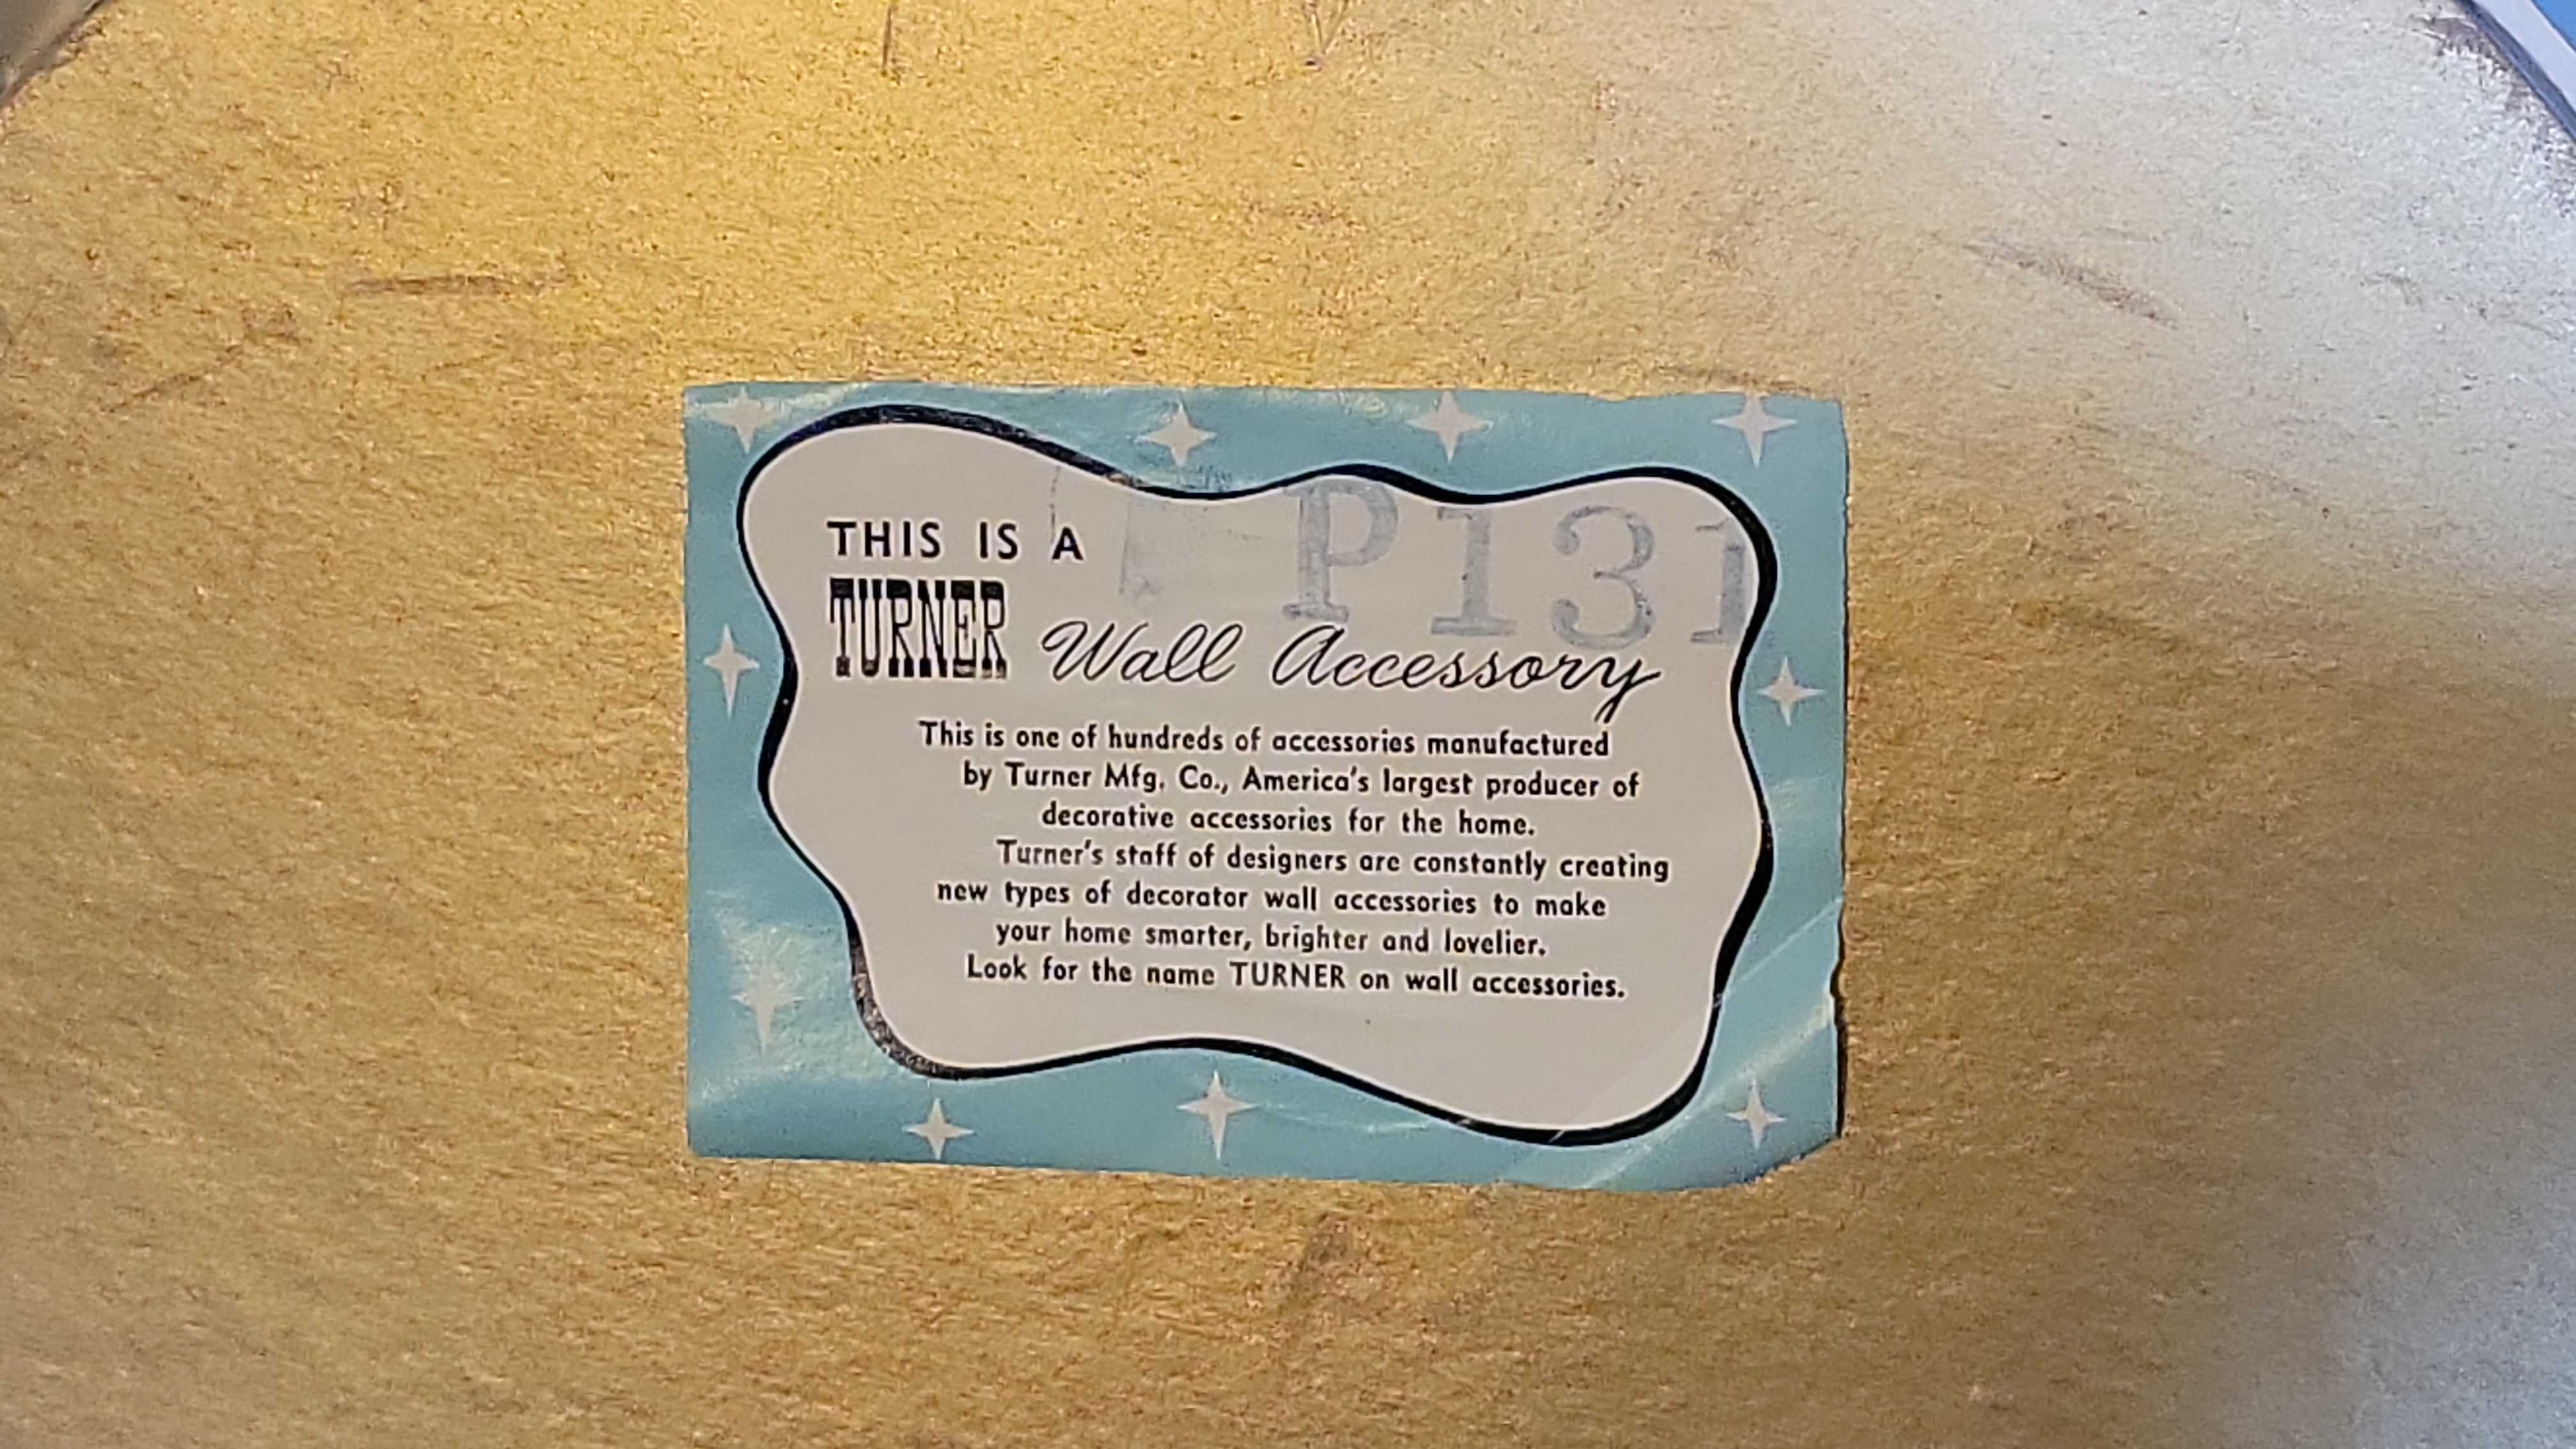 P131
THIS IS A
TURNER Wall Accessory
This is one of hundreds of accessories manufactured
by Turner Mfg. Co., America's largest producer of
decorative accessories for the home.
Turner's staff of designers are constantly creating
new types of decorator wall accessories to make
your home smarter, brighter and lovelier.
Look for the name TURNER on wall accessories.